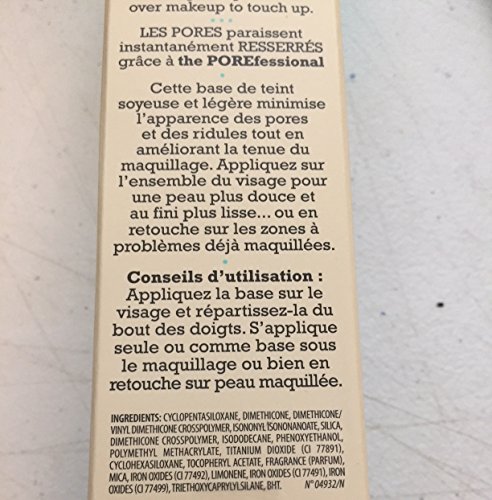 over makeup to touch up.
LES PORES paraissent
instantanément RESSERRÉS
grâce à the POREfessional
Cette base de teint
soyeuse et légère minimise
l'apparence des pores
et des ridules tout en
améliorant la tenue du
maquillage. Appliquez sur
l'ensemble du visage pour
une peau plus douce et
au fini plus lisse... ou en
retouche sur les zones à
problèmes déjà maquillées.
Conseils d'utilisation :
Appliquez la base sur le
visage et répartissez-la du
bout des doigts. S'applique
seule ou comme base sous
le maquillage ou bien en
retouche sur peau maquillée.
INGREDIENTS: CYCLOPENTASILOXANE, DIMETHICONE, DIMETHICONE/
VINYL DIMETHICONE CROSSPOLYMER, ISONONYL ISONONANOATE, SILICA,
DIMETHICONE CROSSPOLYMER, ISODODECANE, PHENOXYETHANOL,
POLYMETHYL METHACRYLATE, TITANIUM DIOXIDE (CI 77891),
CYCLOHEXASILOXANE, TOCOPHERYL ACETATE, FRAGRANCE (PARFUM),
MICA, IRON OXIDES (CI 77492), LIMONENE, IRON OXIDES (CI 77491), IRON
OXIDES (CI 77499), TRIETHOXYCAPRYLYLSILANE, BHT. N° 04932/N